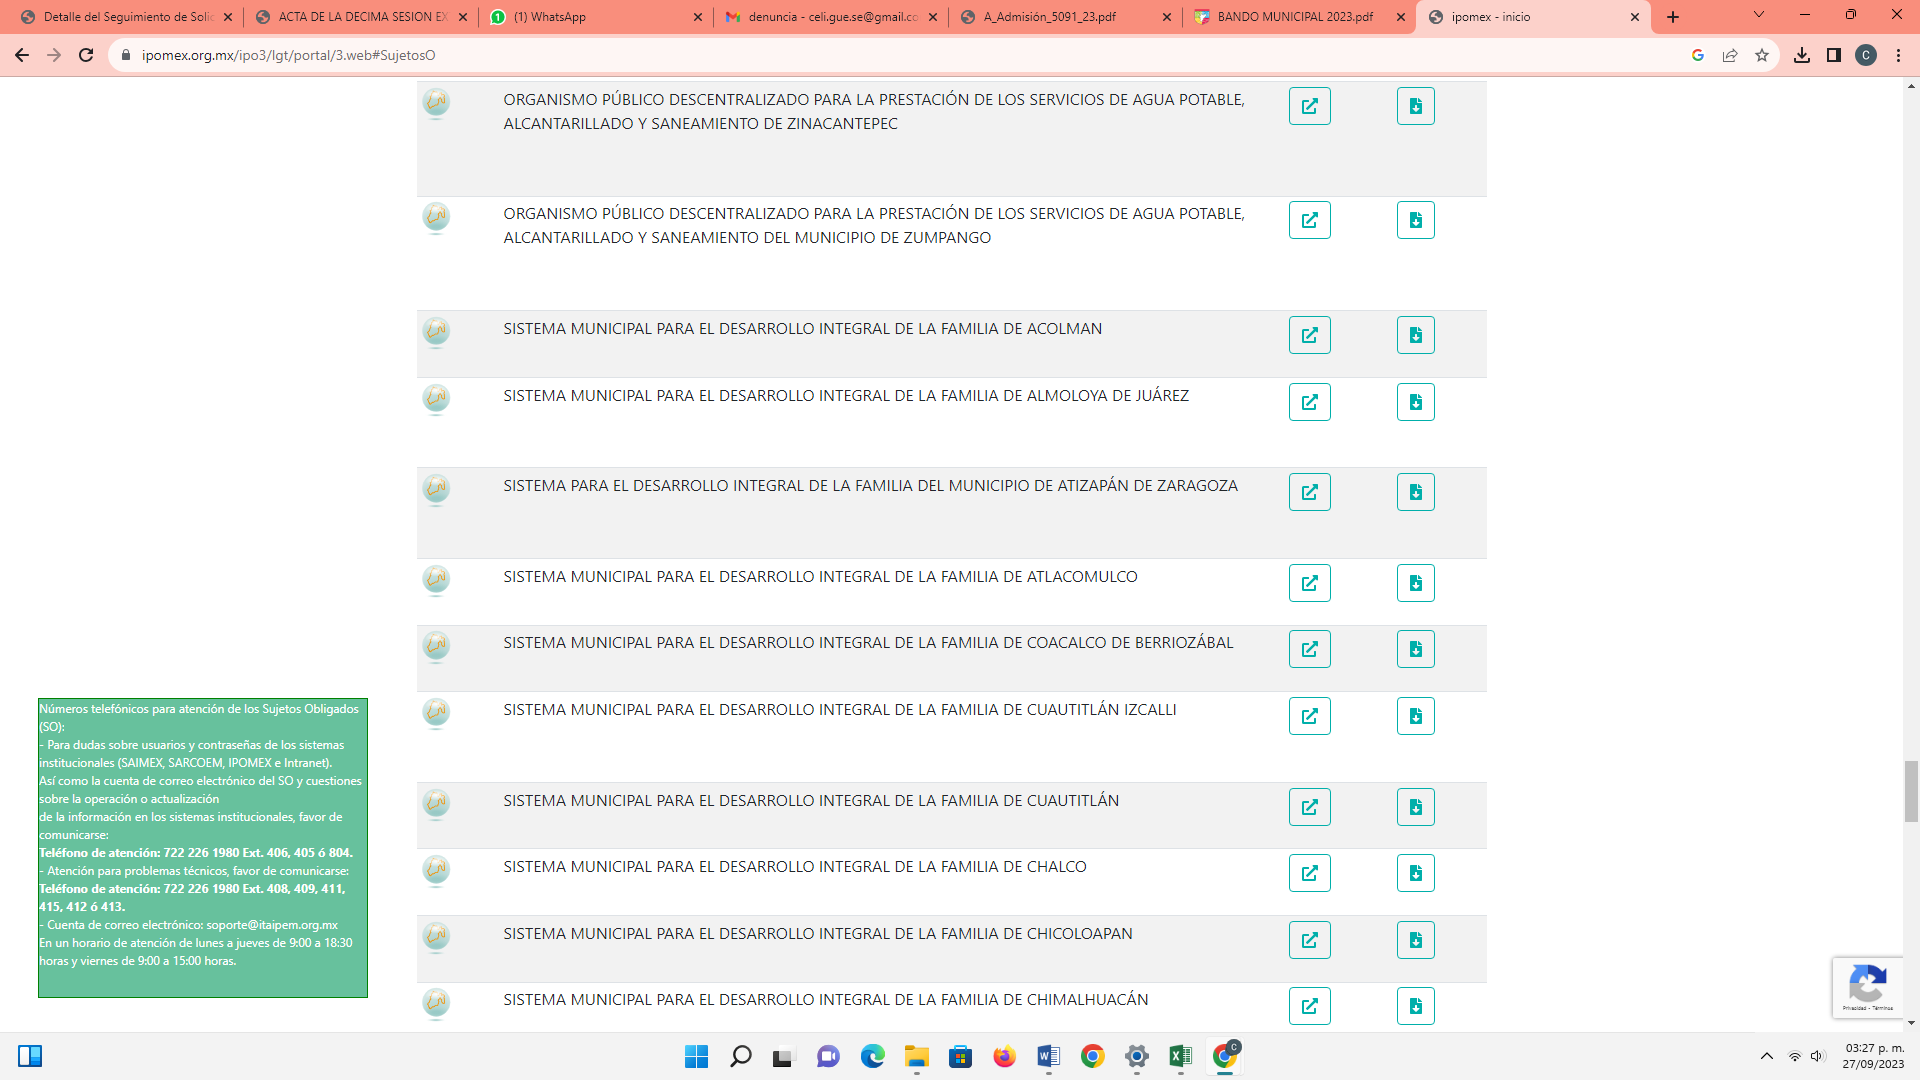 Detalle del Seguimiento de Solic
ACTA DE LA DECIMA SESION EX
(1) WhatsApp
denuncia - celi.gue.se@gmail.co
A_Admisión_5091_23.pdf
BANDO MUNICIPAL 2023.pdf
ipomex - inicio
ipomex.org.mx/ipo3/lgt/portal/3.web#SujetosO
C
ORGANISMO PÚBLICO DESCENTRALIZADO PARA LA PRESTACIÓN DE LOS SERVICIOS DE AGUA POTABLE,
ALCANTARILLADO Y SANEAMIENTO DE ZINACANTEPEC
ORGANISMO PÚBLICO DESCENTRALIZADO PARA LA PRESTACIÓN DE LOS SERVICIOS DE AGUA POTABLE,
ALCANTARILLADO Y SANEAMIENTO DEL MUNICIPIO DE ZUMPANGO
SISTEMA MUNICIPAL PARA EL DESARROLLO INTEGRAL DE LA FAMILIA DE ACOLMAN
SISTEMA MUNICIPAL PARA EL DESARROLLO INTEGRAL DE LA FAMILIA DE ALMOLOYA DE JUÁREZ
SISTEMA PARA EL DESARROLLO INTEGRAL DE LA FAMILIA DEL MUNICIPIO DE ATIZAPÁN DE ZARAGOZA
SISTEMA MUNICIPAL PARA EL DESARROLLO INTEGRAL DE LA FAMILIA DE ATLACOMULCO
SISTEMA MUNICIPAL PARA EL DESARROLLO INTEGRAL DE LA FAMILIA DE COACALCO DE BERRIOZÁBAL
SISTEMA MUNICIPAL PARA EL DESARROLLO INTEGRAL DE LA FAMILIA DE CUAUTITLÁN IZCALLI
SISTEMA MUNICIPAL PARA EL DESARROLLO INTEGRAL DE LA FAMILIA DE CUAUTITLÁN
SISTEMA MUNICIPAL PARA EL DESARROLLO INTEGRAL DE LA FAMILIA DE CHALCO
SISTEMA MUNICIPAL PARA EL DESARROLLO INTEGRAL DE LA FAMILIA DE CHICOLOAPAN
SISTEMA MUNICIPAL PARA EL DESARROLLO INTEGRAL DE LA FAMILIA DE CHIMALHUACÁN
Números telefónicos para atención de los Sujetos Obligados
(SO):
- Para dudas sobre usuarios y contraseñas de los sistemas
institucionales (SAIMEX, SARCOEM, IPOMEX e Intranet).
Así como la cuenta de correo electrónico del SO y cuestiones
sobre la operación o actualización
de la información en los sistemas institucionales, favor de
comunicarse:
Teléfono de atención: 722 226 1980 Ext. 406, 405 ó 804.
- Atención para problemas técnicos, favor de comunicarse:
Teléfono de atención: 722 226 1980 Ext. 408, 409, 411,
415, 412 ó 413.
- Cuenta de correo electrónico: soporte@itaipem.org.mx
En un horario de atención de lunes a jueves de 9:00 a 18:30
horas y viernes de 9:00 a 15:00 horas.
Privacidad - Términos
C
03:27 p. m.
27/09/2023